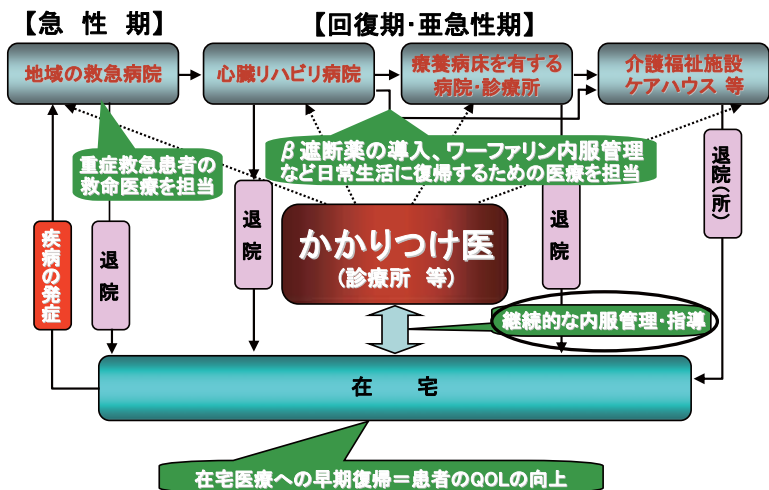 【急 性 期】
【回復期・亜急性期】
地域の救急病院
心臓リハビリ病院
療養病床を有する
病院・診療所
介護福祉施設
ケアハウス 等
重症救急患者の
救命医療を担当
β遮断薬の導入、ワーファリン内服管理
など日常生活に復帰するための医療を担当
退院(所)
退院
退院
退院
疾病の発症
かかりつけ医
(診療所 等)
継続的な内服管理・指導
在 宅
在宅医療への早期復帰=患者のQOLの向上